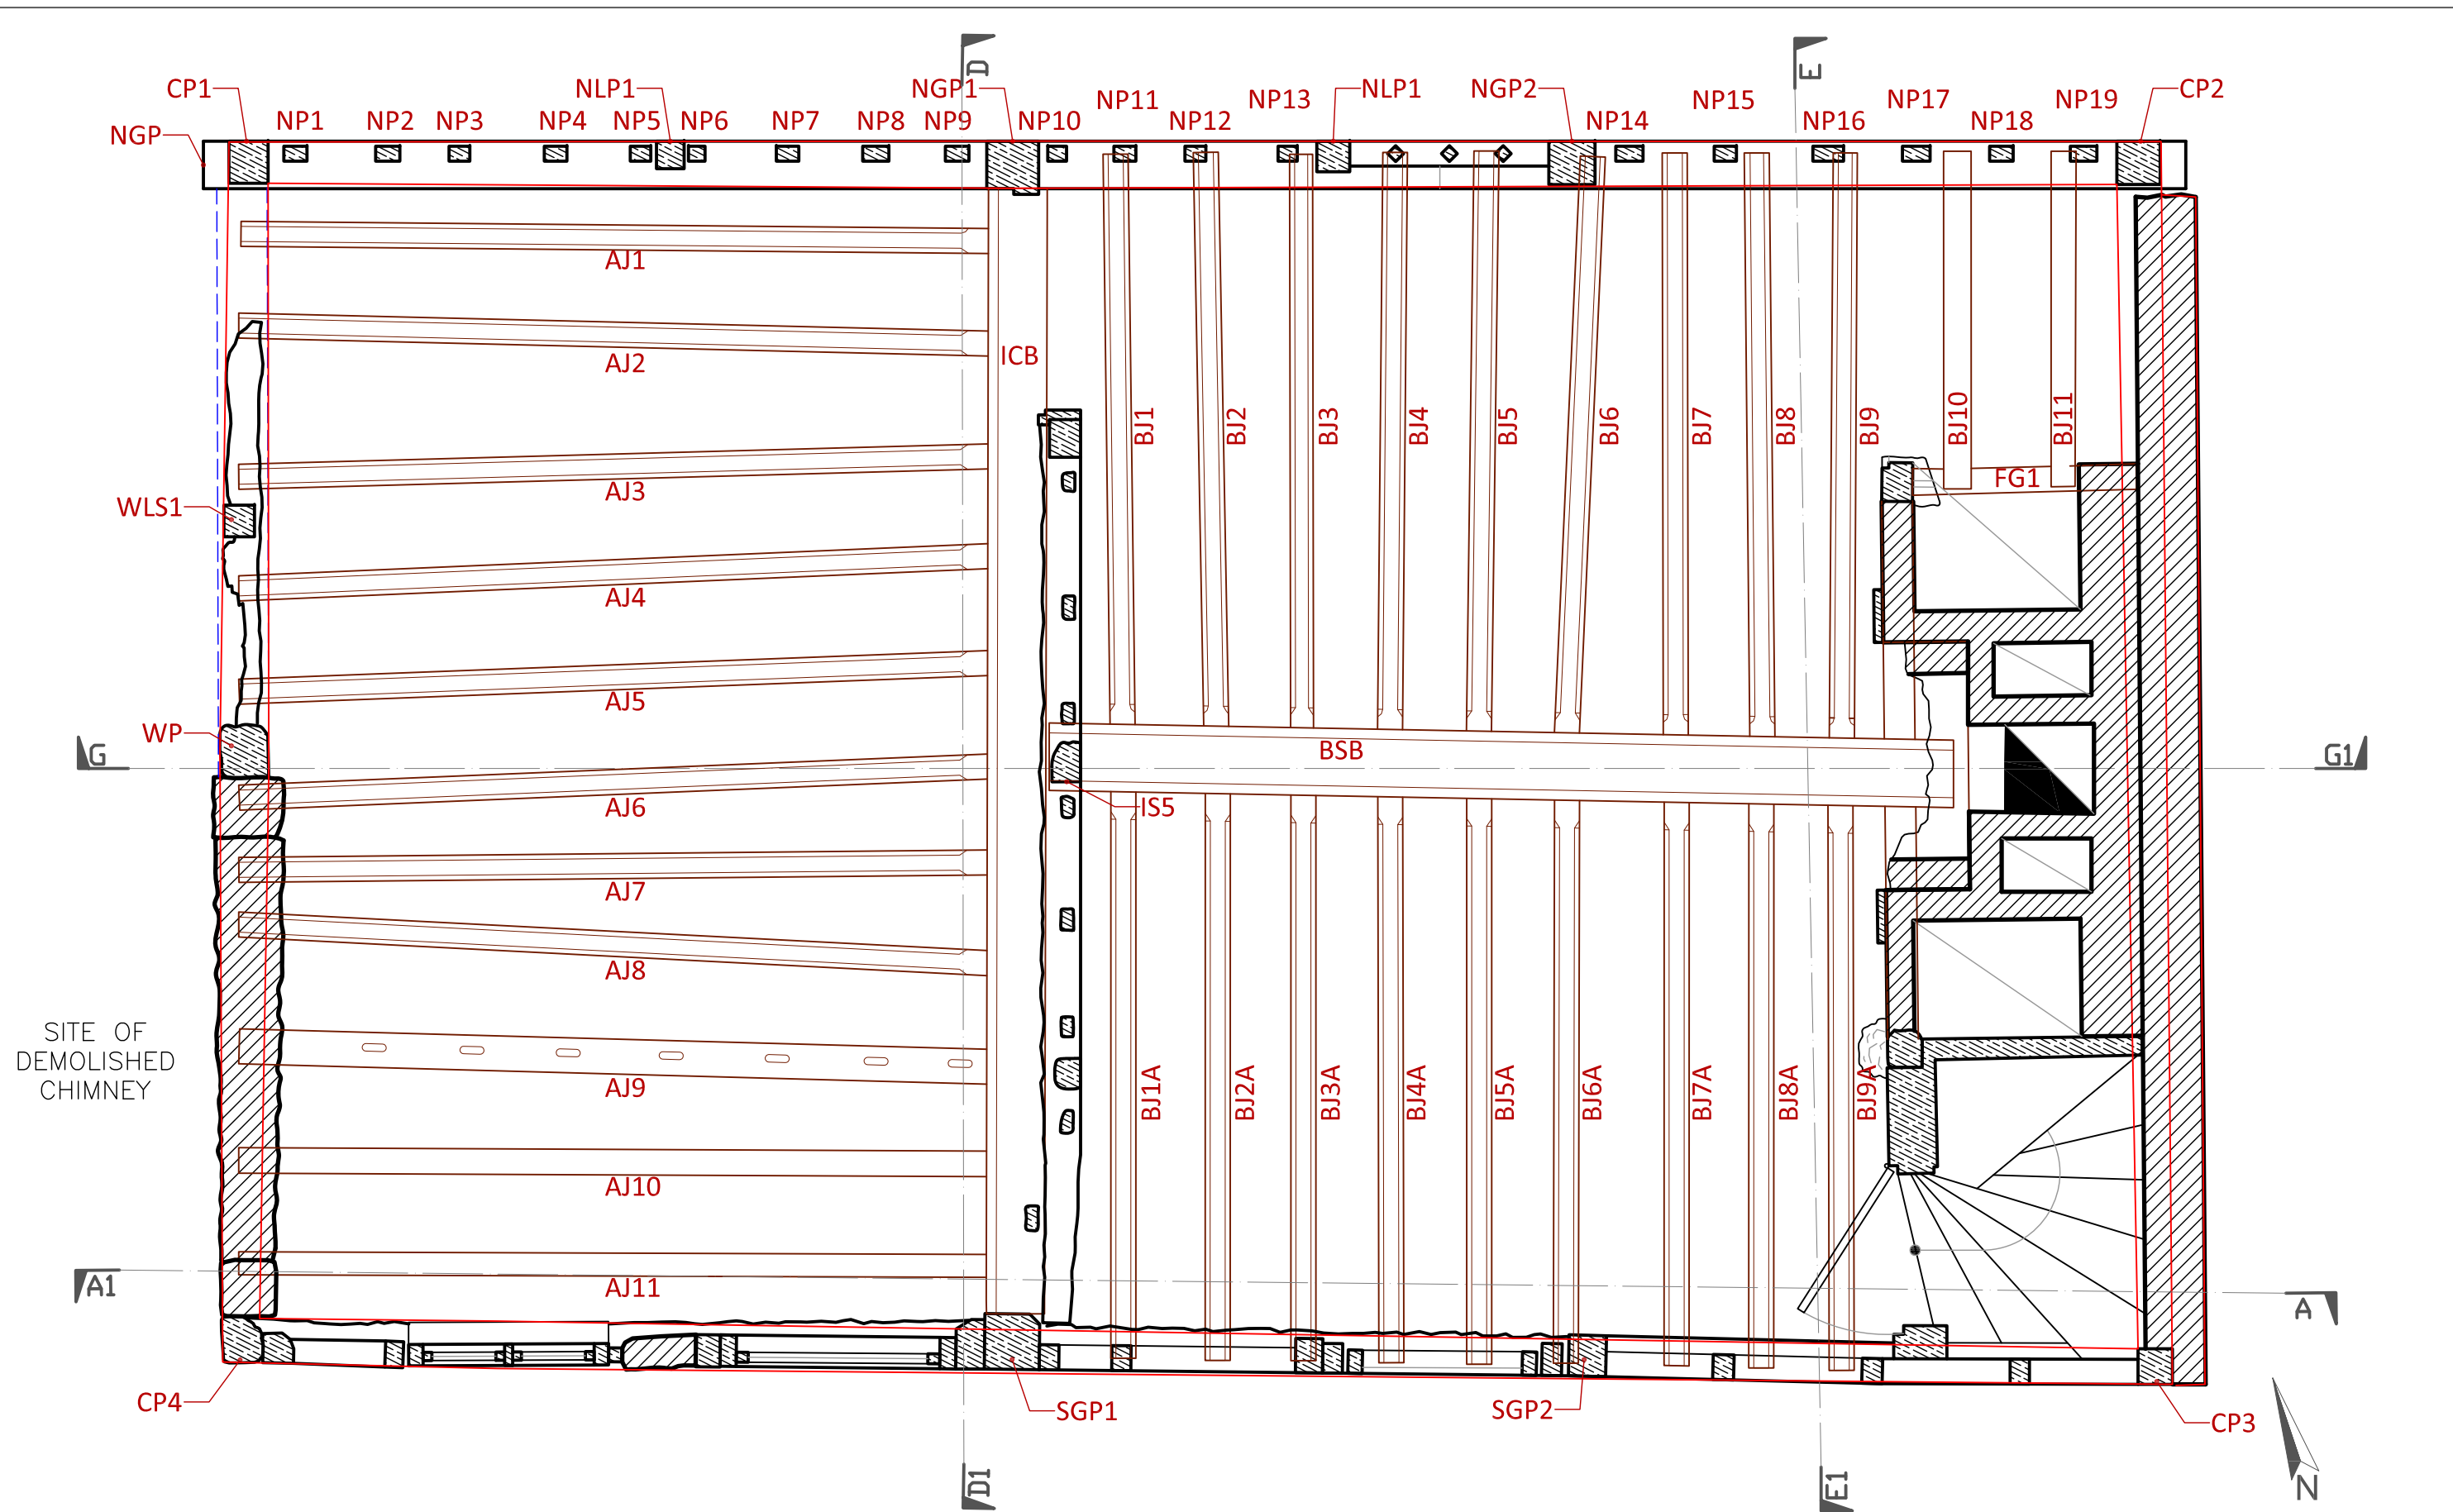 D
E
CP1
NLP1
NGP1
NP11
NP13
NLP1
NGP2
NP15
NP17
NP19
CP2
NGP
NP1
NP2
NP3
NP4
NP5
NP6
NP7
NP8
NP9
NP10
NP12
NP14
NP16
NP18
AJ1
AJ2
ICB
BJ1
BJ2
BJ3
BJ4
BJ5
BJ6
BJ7
BJ8
BJ9
BJ10
BJ11
FG1
AJ3
WLS1
AJ4
AJ5
WP
G
BSB
G1
AJ6
IS5
AJ7
AJ8
SITE OF
DEMOLISHED
CHIMNEY
AJ9
BJ1A
BJ2A
BJ3A
BJ4A
BJ5A
BJ6A
BJ7A
BJ8A
BJ9A
AJ10
A1
AJ11
A
CP4
SGP1
SGP2
CP3
D1
E1
N